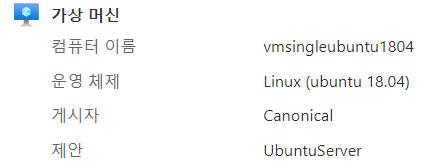 가상 머신
컴퓨터 이름 vmsingleubuntu1804
운영 체제 Linux (ubuntu 18.04)
게시자 Canonical
제안 UbuntuServer